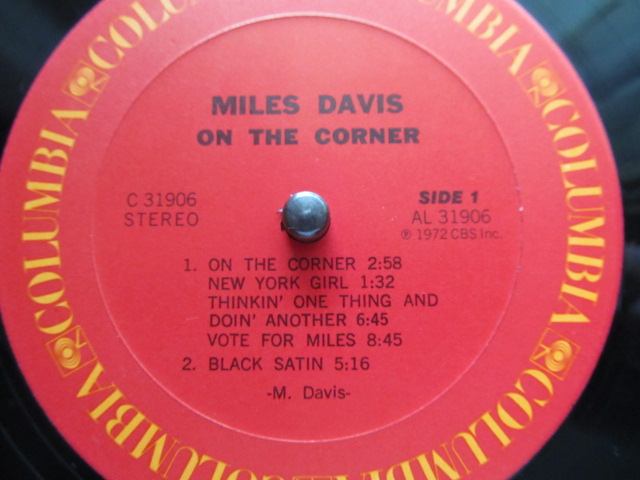 MILES DAVIS
ON THE CORNER
C 31906
STEREO
SIDE 1
AL 31906
℗ 1972 CBS Inc.
1. ON THE CORNER 2:58
NEW YORK GIRL 1:32
THINKIN' ONE THING AND
DOIN' ANOTHER 6:45
VOTE FOR MILES 8:45
2. BLACK SATIN 5:16
-M. Davis-
COLUMBIA
COLUMBIA
COLUMBIA
COLUMBIA
COLUMBIA
COLUMBIA